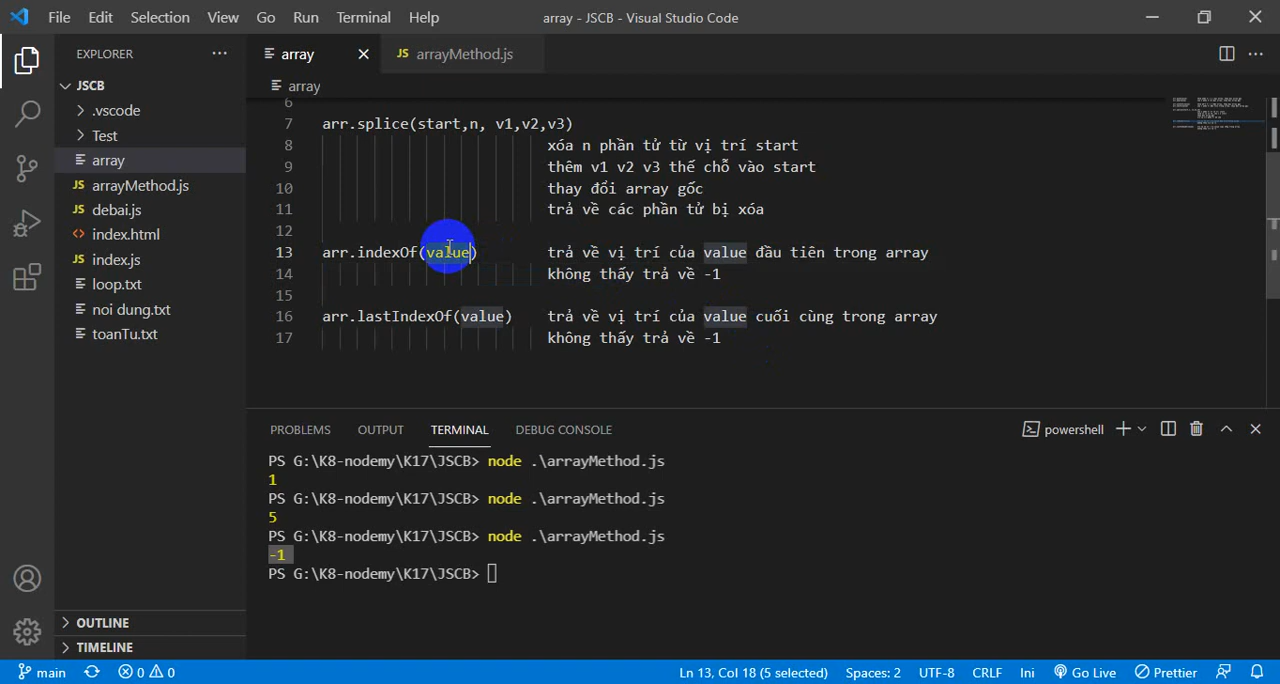 File Edit Selection View Go Run Terminal Help array - JSCB - Visual Studio Code
EXPLORER
array
JS arrayMethod.js
JSCB
array
.vscode
Test
array
JS arrayMethod.js
JS debai.js
index.html
JS index.js
loop.txt
noi dung.txt
toanTu.txt
OUTLINE
TIMELINE
6
7 arr.splice(start,n, v1,v2,v3)
8 xóa n phần tử từ vị trí start
9 thêm v1 v2 v3 thế chỗ vào start
10 thay đổi array gốc
11 trả về các phần tử bị xóa
12
13 arr.indexOf(value) trả về vị trí của value đầu tiên trong array
14 không thấy trả về -1
15
16 arr.lastIndexOf(value) trả về vị trí của value cuối cùng trong array
17 không thấy trả về -1
PROBLEMS OUTPUT TERMINAL DEBUG CONSOLE powershell
PS G:\K8-nodemy\K17\JSCB> node .\arrayMethod.js
1
PS G:\K8-nodemy\K17\JSCB> node .\arrayMethod.js
5
PS G:\K8-nodemy\K17\JSCB> node .\arrayMethod.js
-1
PS G:\K8-nodemy\K17\JSCB>
main 0 0 Ln 13, Col 18 (5 selected) Spaces: 2 UTF-8 CRLF Ini Go Live Prettier